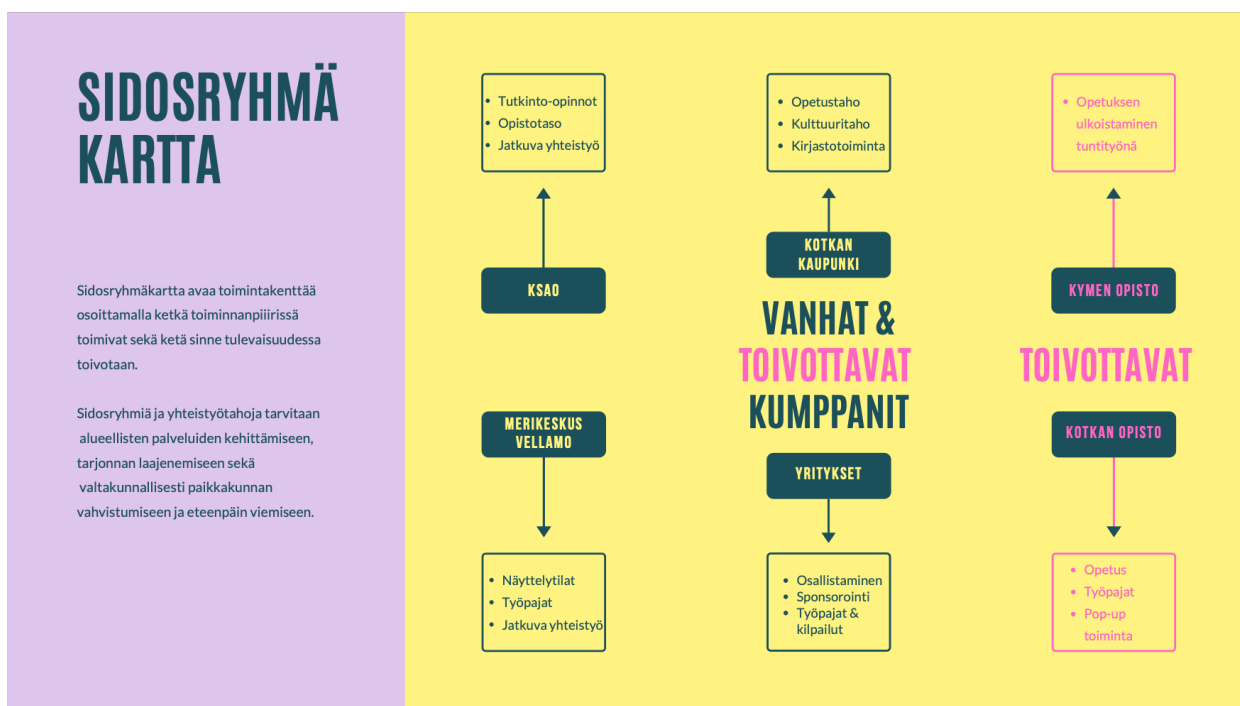 SIDOSRYHMÄ
KARTTA
Sidosryhmäkartta avaa toimintakenttää
osoittamalla ketkä toiminnanpiiirissä
toimivat sekä ketä sinne tulevaisuudessa
toivotaan.
Sidosryhmiä ja yhteistyötahoja tarvitaan
alueellisten palveluiden kehittämiseen,
tarjonnan laajenemiseen sekä
valtakunnallisesti paikkakunnan
vahvistumiseen ja eteenpäin viemiseen.
• Tutkinto-opinnot
• Opistotaso
• Jatkuva yhteistyö
KSAO
MERIKESKUS
VELLAMO
• Näyttelytilat
• Työpajat
• Jatkuva yhteistyö
• Opetustaho
• Kulttuuritaho
• Kirjastotoiminta
KOTKAN
KAUPUNKI
VANHAT &
TOIVOTTAVAT
KUMPPANIT
YRITYKSET
• Osallistaminen
• Sponsorointi
• Työpajat &
kilpailut
• Opetuksen
ulkoistaminen
tuntityönä
KYMEN OPISTO
TOIVOTTAVAT
KOTKAN OPISTO
• Opetus
• Työpajat
• Pop-up
toiminta